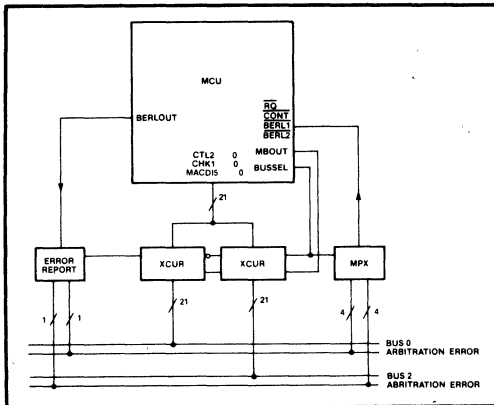 MCU
BERLOUT
RQ
CONT
BERL1
BERL2
MBOUT
BUSSEL
CTL2 0
CHK1 0
MACDI5 0
21
ERROR REPORT
XCUR
XCUR
MPX
1
1
21
21
4
4
BUS 0
ARBITRATION ERROR
BUS 2
ABRITRATION ERROR